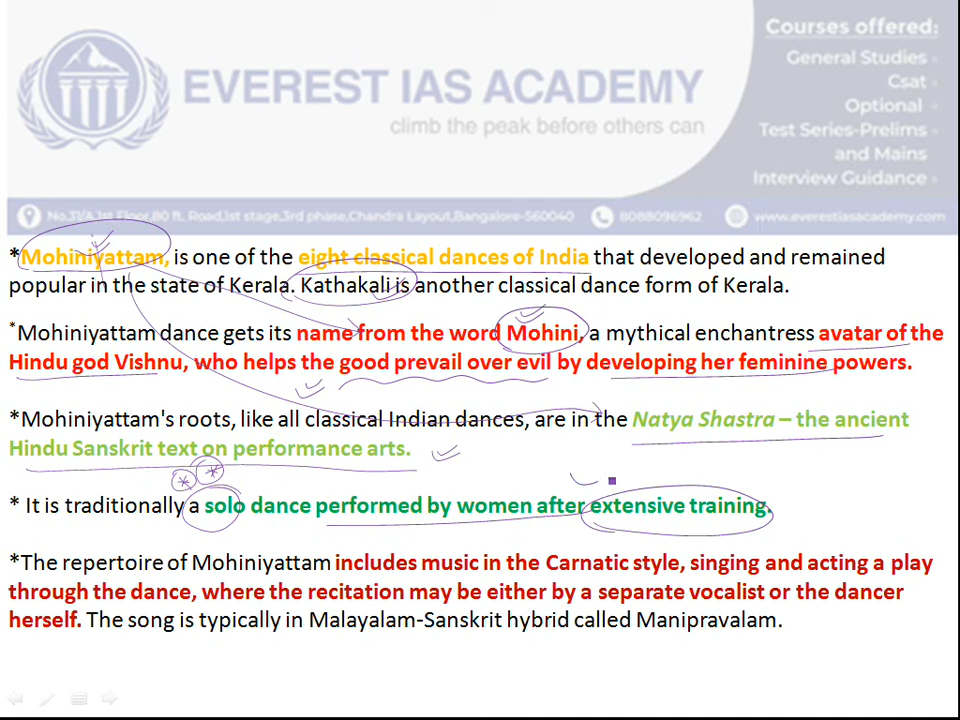 Courses offered:
General Studies
Csat
Optional
Test Series-Prelims
and Mains
Interview Guidance
EVEREST IAS ACADEMY
climb the peak before others can
No.31/A,1st Floor,80 ft. Road,1st stage,3rd phase,Chandra Layout,Bangalore-560040 8088096962 www.everestiasacademy.com
*Mohiniyattam, is one of the eight classical dances of India that developed and remained
popular in the state of Kerala. Kathakali is another classical dance form of Kerala.
*Mohiniyattam dance gets its name from the word Mohini, a mythical enchantress avatar of the
Hindu god Vishnu, who helps the good prevail over evil by developing her feminine powers.
*Mohiniyattam's roots, like all classical Indian dances, are in the Natya Shastra – the ancient
Hindu Sanskrit text on performance arts.
* It is traditionally a solo dance performed by women after extensive training.
*The repertoire of Mohiniyattam includes music in the Carnatic style, singing and acting a play
through the dance, where the recitation may be either by a separate vocalist or the dancer
herself. The song is typically in Malayalam-Sanskrit hybrid called Manipravalam.